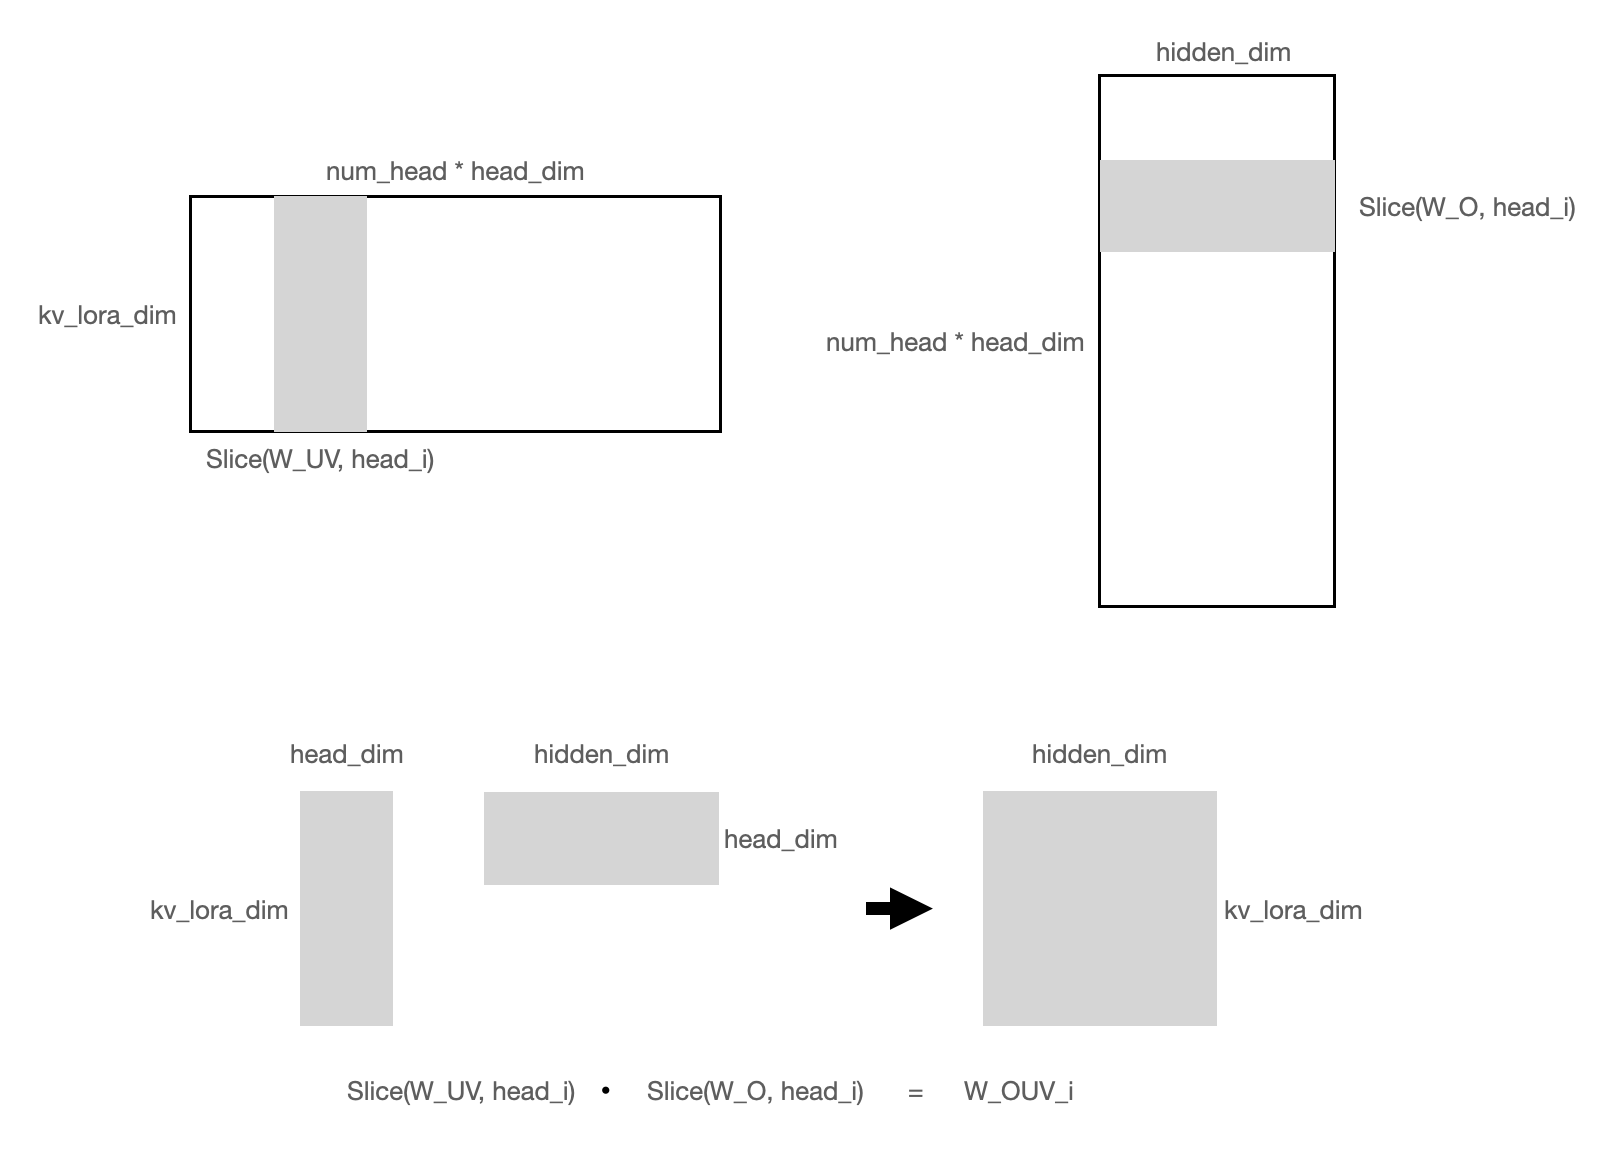 hidden_dim
num_head * head_dim
Slice(W_O, head_i)
kv_lora_dim
num_head * head_dim
Slice(W_UV, head_i)
head_dim
hidden_dim
hidden_dim
head_dim
kv_lora_dim
kv_lora_dim
Slice(W_UV, head_i) • Slice(W_O, head_i) = W_OUV_i